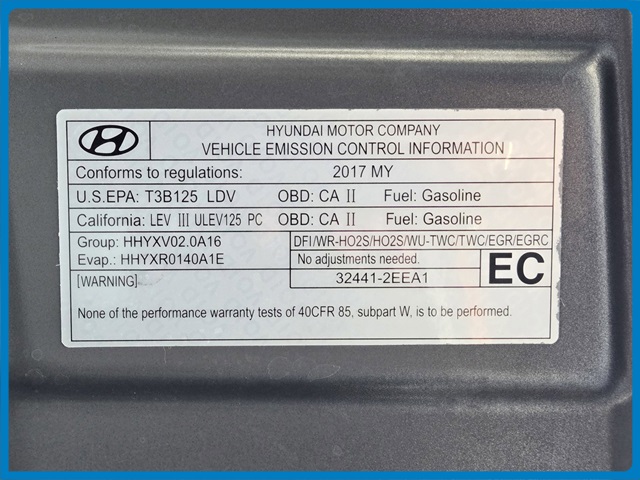 HYUNDAI MOTOR COMPANY
VEHICLE EMISSION CONTROL INFORMATION
Conforms to regulations: 2017 MY
U.S.EPA: T3B125 LDV OBD: CA II Fuel: Gasoline
California: LEV III ULEV125 PC OBD: CA II Fuel: Gasoline
Group: HHYXV02.0A16 DFI/WR-HO2S/HO2S/WU-TWC/TWC/EGR/EGRC
Evap.: HHYXR0140A1E No adjustments needed. EC
[WARNING] 32441-2EEA1
None of the performance warranty tests of 40CFR 85, subpart W, is to be performed.